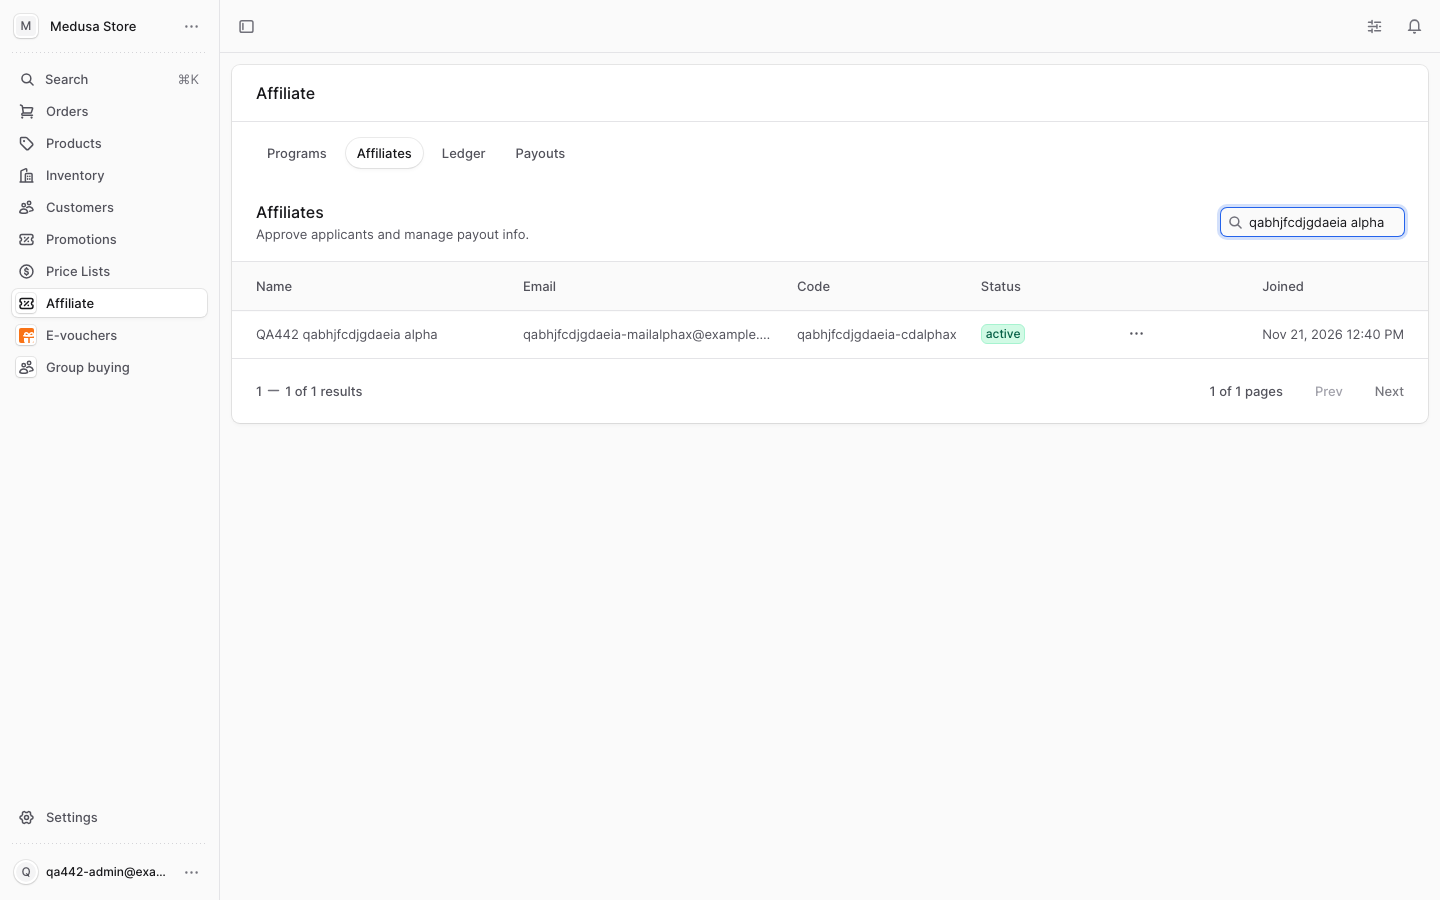 M Medusa Store
Search ⌘K
Orders
Products
Inventory
Customers
Promotions
Price Lists
Affiliate
E-vouchers
Group buying
Settings
Q qa442-admin@exa...
Affiliate
Programs Affiliates Ledger Payouts
Affiliates
Approve applicants and manage payout info.
qabhjfcdjgdaeia alpha
Name Email Code Status Joined
QA442 qabhjfcdjgdaeia alpha qabhjfcdjgdaeia-mailalphax@example.... qabhjfcdjgdaeia-cdalphax active Nov 21, 2026 12:40 PM
1 — 1 of 1 results 1 of 1 pages Prev Next